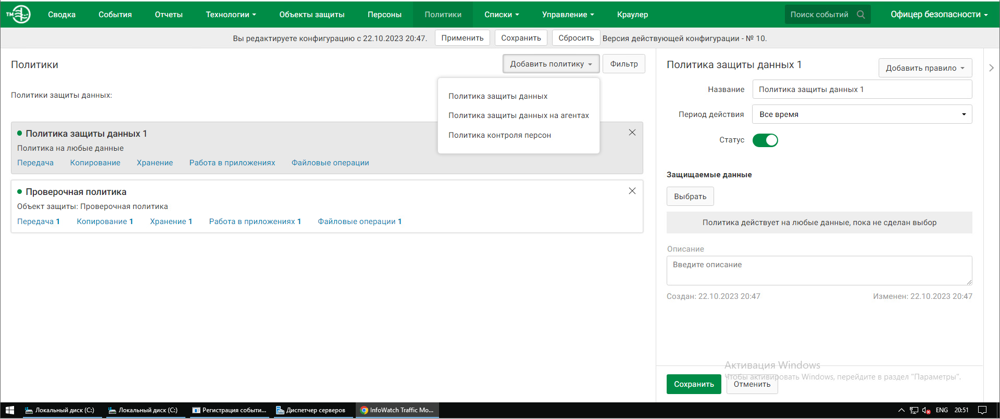 ТМ Сводка События Отчеты Технологии Объекты защиты Персоны Политики Списки Управление Краулер Поиск событий Офицер безопасности
Вы редактируете конфигурацию с 22.10.2023 20:47. Применить Сохранить Сбросить Версия действующей конфигурации - № 10.
Политики
Добавить политику Фильтр
Политика защиты данных
Политика защиты данных на агентах
Политика контроля персон
Политики защиты данных:
Политика защиты данных 1
Политика на любые данные
Передача Копирование Хранение Работа в приложениях Файловые операции
Проверочная политика
Объект защиты: Проверочная политика
Передача 1 Копирование 1 Хранение 1 Работа в приложениях 1 Файловые операции 1
Политика защиты данных 1
Добавить правило
Название Политика защиты данных 1
Период действия Все время
Статус
Защищаемые данные
Выбрать
Политика действует на любые данные, пока не сделан выбор
Описание
Введите описание
Создан: 22.10.2023 20:47 Изменен: 22.10.2023 20:47
Активация Windows
Чтобы активировать Windows, перейдите в раздел "Параметры".
Сохранить Отменить
Локальный диск (C:) Локальный диск (C:) Регистрация событи... Диспетчер серверов InfoWatch Traffic Mo... ENG 20:51